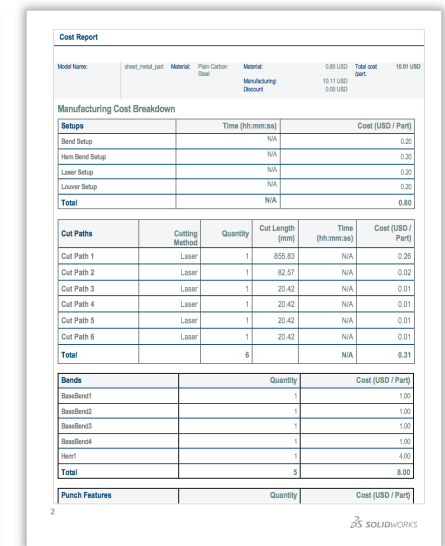 Cost Report
Model Name: sheet_metal_part Material: Plain Carbon Steel Material: 0.80 USD Total cost /part: 10.91 USD
Manufacturing: 10.11 USD
Discount 0.00 USD
Manufacturing Cost Breakdown
Setups Time (hh:mm:ss) Cost (USD / Part)
Bend Setup N/A 0.20
Hem Bend Setup N/A 0.20
Laser Setup N/A 0.20
Louver Setup N/A 0.20
Total N/A 0.80
Cut Paths Cutting Method Quantity Cut Length (mm) Time (hh:mm:ss) Cost (USD / Part)
Cut Path 1 Laser 1 855.83 N/A 0.26
Cut Path 2 Laser 1 82.57 N/A 0.02
Cut Path 3 Laser 1 20.42 N/A 0.01
Cut Path 4 Laser 1 20.42 N/A 0.01
Cut Path 5 Laser 1 20.42 N/A 0.01
Cut Path 6 Laser 1 20.42 N/A 0.01
Total 6 N/A 0.31
Bends Quantity Cost (USD / Part)
BaseBend1 1 1.00
BaseBend2 1 1.00
BaseBend3 1 1.00
BaseBend4 1 1.00
Hem1 1 4.00
Total 5 8.00
Punch Features Quantity Cost (USD / Part)
2
SOLIDWORKS